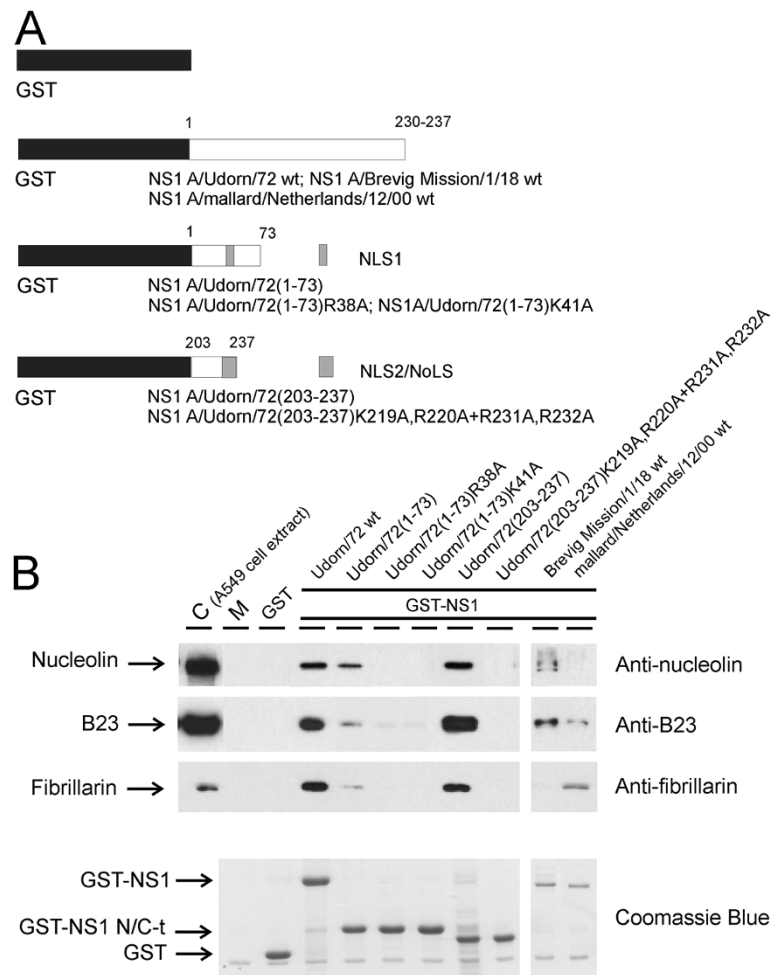 A
GST
1 230-237
GST NS1 A/Udorn/72 wt; NS1 A/Brevig Mission/1/18 wt
NS1 A/mallard/Netherlands/12/00 wt
1 73
NLS1
GST NS1 A/Udorn/72(1-73)
NS1 A/Udorn/72(1-73)R38A; NS1A/Udorn/72(1-73)K41A
203 237
NLS2/NoLS
GST NS1 A/Udorn/72(203-237)
NS1 A/Udorn/72(203-237)K219A,R220A+R231A,R232A
B
C (A549 cell extract)
M
GST
Udorn/72 wt
Udorn/72(1-73)
Udorn/72(1-73)R38A
Udorn/72(1-73)K41A
Udorn/72(203-237)
Udorn/72(203-237)K219A,R220A+R231A,R232A
Brevig Mission/1/18 wt
mallard/Netherlands/12/00 wt
GST-NS1
Nucleolin Anti-nucleolin
B23 Anti-B23
Fibrillarin Anti-fibrillarin
GST-NS1
GST-NS1 N/C-t Coomassie Blue
GST